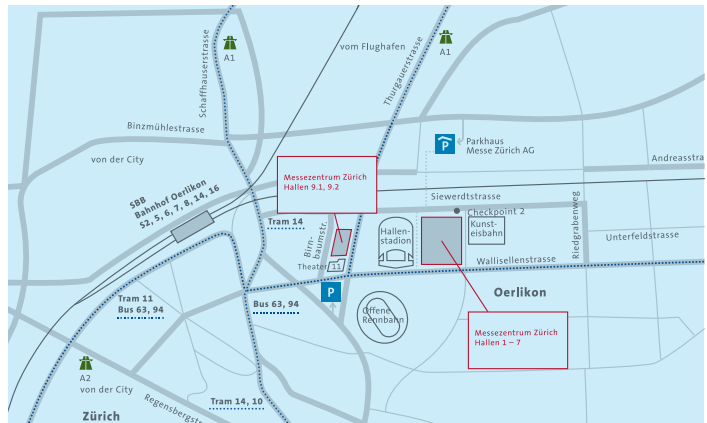 A1
Schaffhauserstrasse
vom Flughafen
Thurgauerstrasse
A1
Binzmühlestrasse
von der City
P
Parkhaus
Messe Zürich AG
Andreasstra
Messezentrum Zürich
Hallen 9.1, 9.2
SBB
Bahnhof Oerlikon
S2, 5, 6, 7, 8, 14, 16
Siewerdtstrasse
Checkpoint 2
Tram 14
Birn-
baumstr.
Hallen-
stadion
Kunst-
eisbahn
Riedgrabenweg
Unterfeldstrasse
Theater 11
Wallisellenstrasse
P
Oerlikon
Tram 11
Bus 63, 94
Bus 63, 94
Offene
Rennbahn
Messezentrum Zürich
Hallen 1 – 7
A2
von der City
Regensbergst
Tram 14, 10
Zürich